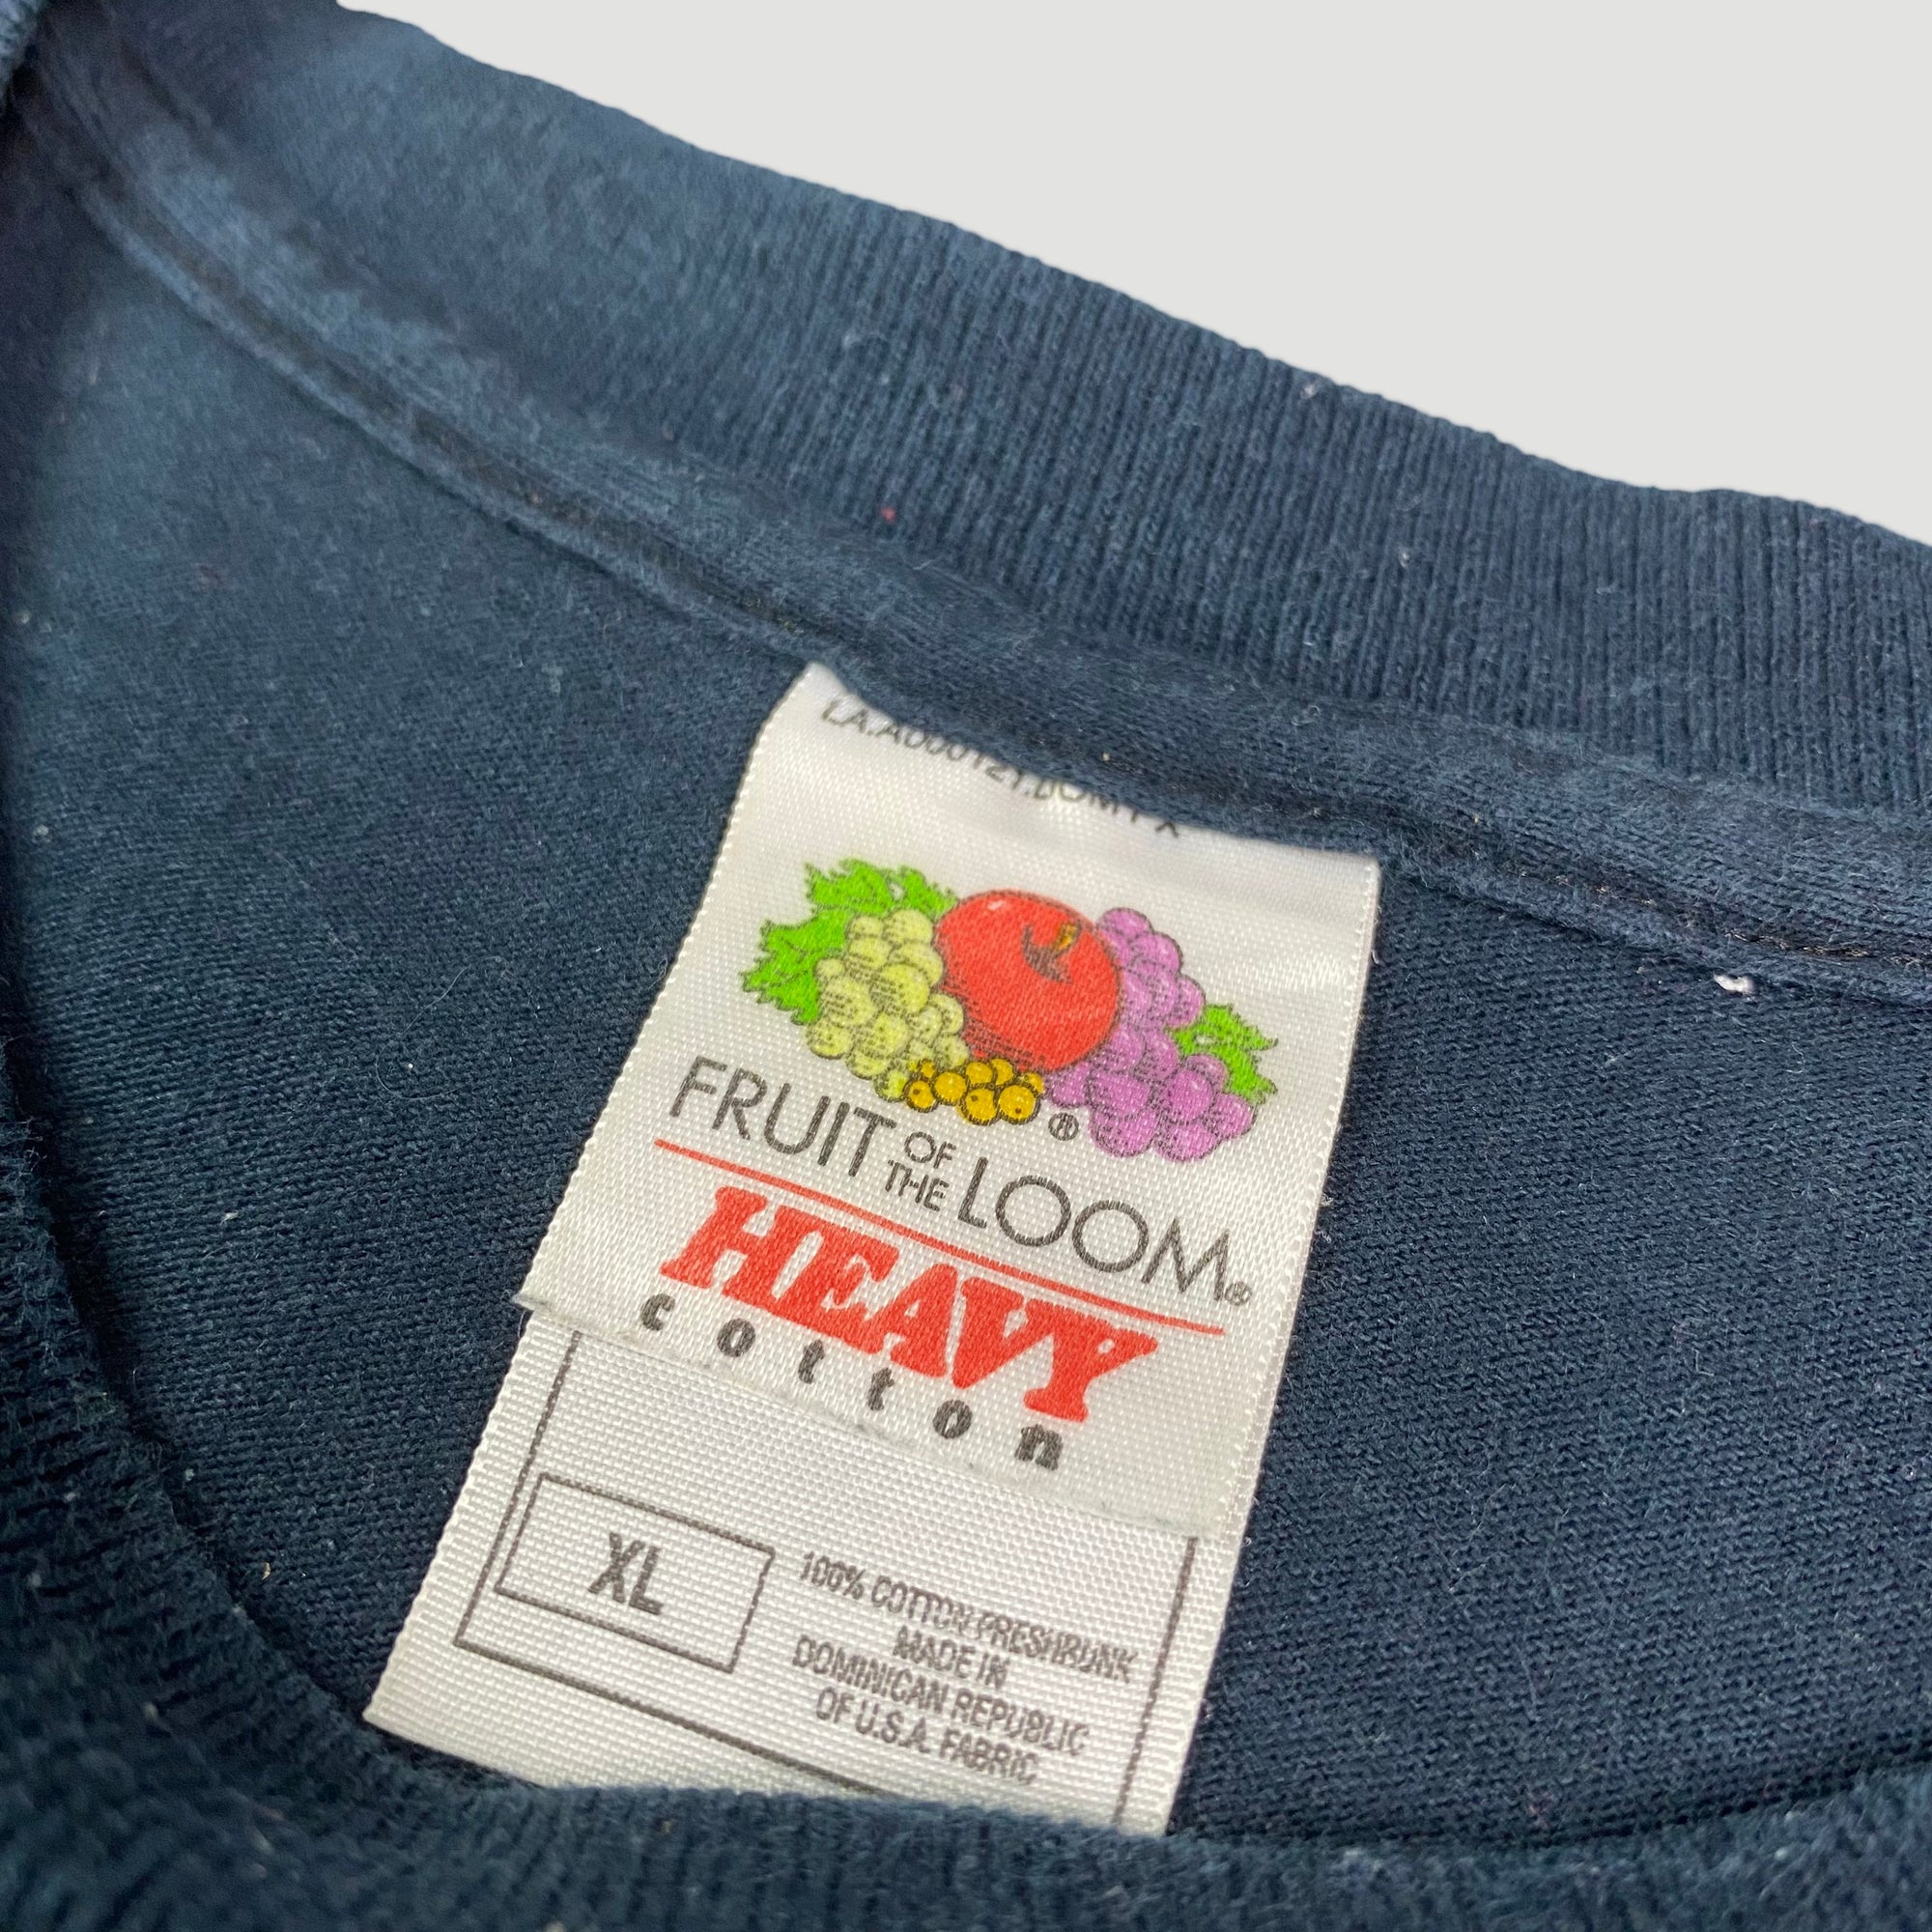 FRUIT OF THE LOOM®
HEAVY
cotton
XL
100% COTTON PRESHRUNK
MADE IN
DOMINICAN REPUBLIC
OF U.S.A. FABRIC